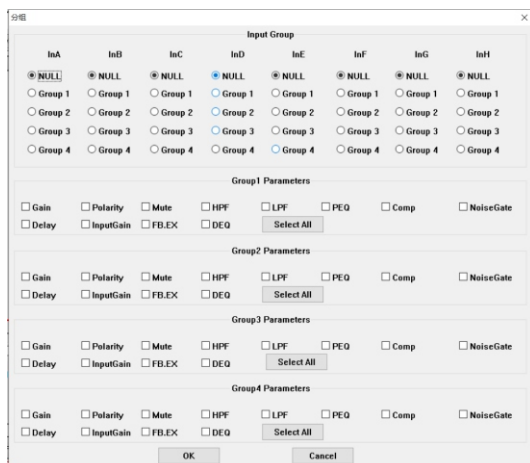 分组
Input Group
InA InB InC InD InE InF InG InH
NULL NULL NULL NULL NULL NULL NULL NULL
Group 1 Group 1 Group 1 Group 1 Group 1 Group 1 Group 1 Group 1
Group 2 Group 2 Group 2 Group 2 Group 2 Group 2 Group 2 Group 2
Group 3 Group 3 Group 3 Group 3 Group 3 Group 3 Group 3 Group 3
Group 4 Group 4 Group 4 Group 4 Group 4 Group 4 Group 4 Group 4
Group1 Parameters
Gain Polarity Mute HPF LPF PEQ Comp NoiseGate
Delay InputGain FB.EX DEQ Select All
Group2 Parameters
Gain Polarity Mute HPF LPF PEQ Comp NoiseGate
Delay InputGain FB.EX DEQ Select All
Group3 Parameters
Gain Polarity Mute HPF LPF PEQ Comp NoiseGate
Delay InputGain FB.EX DEQ Select All
Group4 Parameters
Gain Polarity Mute HPF LPF PEQ Comp NoiseGate
Delay InputGain FB.EX DEQ Select All
OK Cancel